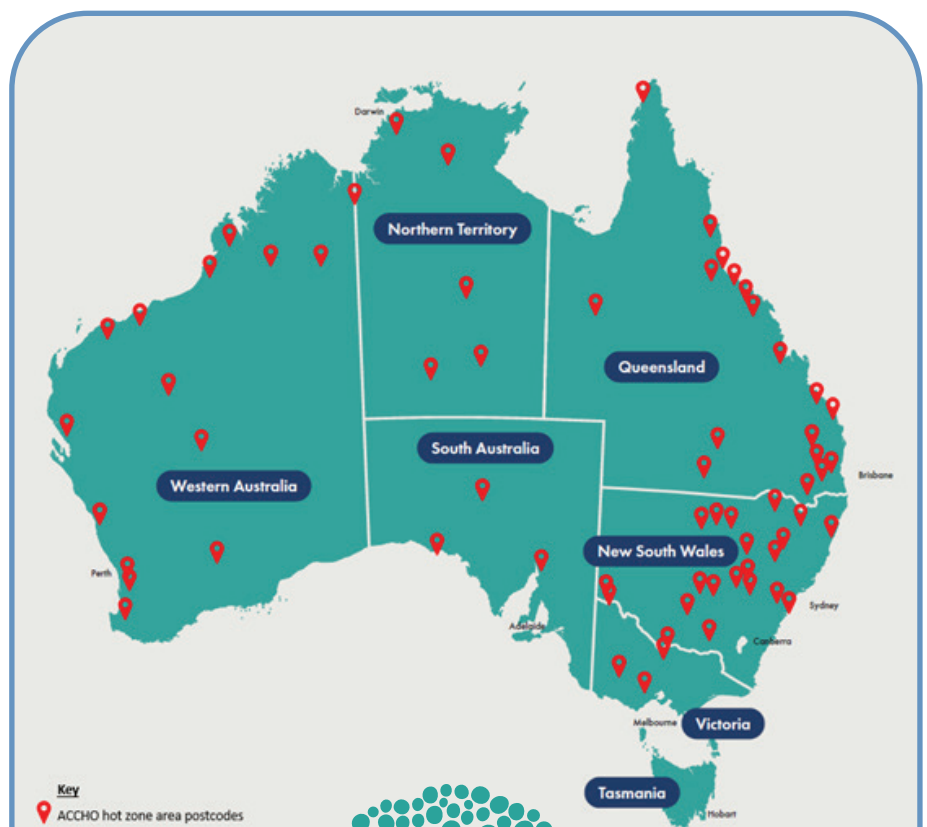 Darwin
Northern Territory
Queensland
South Australia
Western Australia
Brisbane
New South Wales
Perth
Sydney
Adelaide
Canberra
Melbourne
Victoria
Tasmania
Hobart
Key
ACCHO hot zone area postcodes